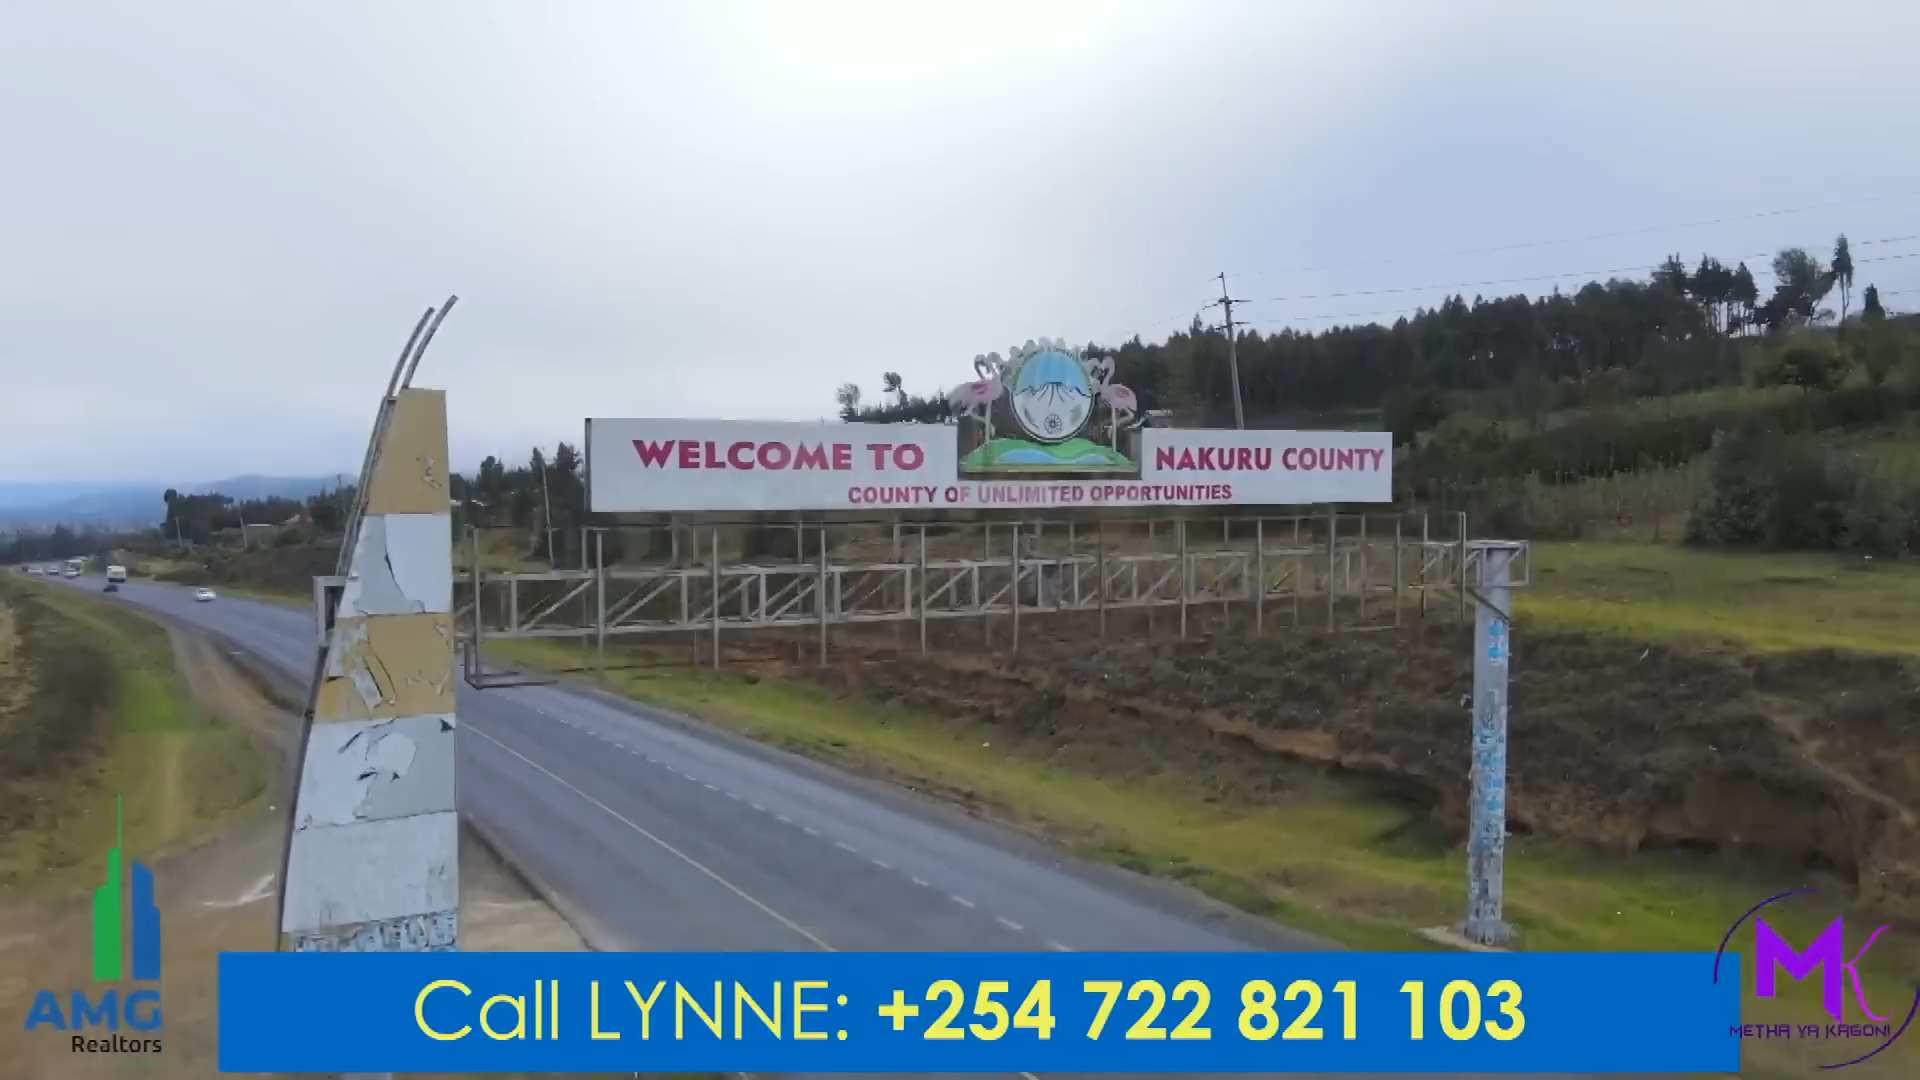 WELCOME TO
NAKURU COUNTY
COUNTY OF UNLIMITED OPPORTUNITIES
AMG
Realtors
Call LYNNE: +254 722 821 103
MK
METHA YA KAGONI